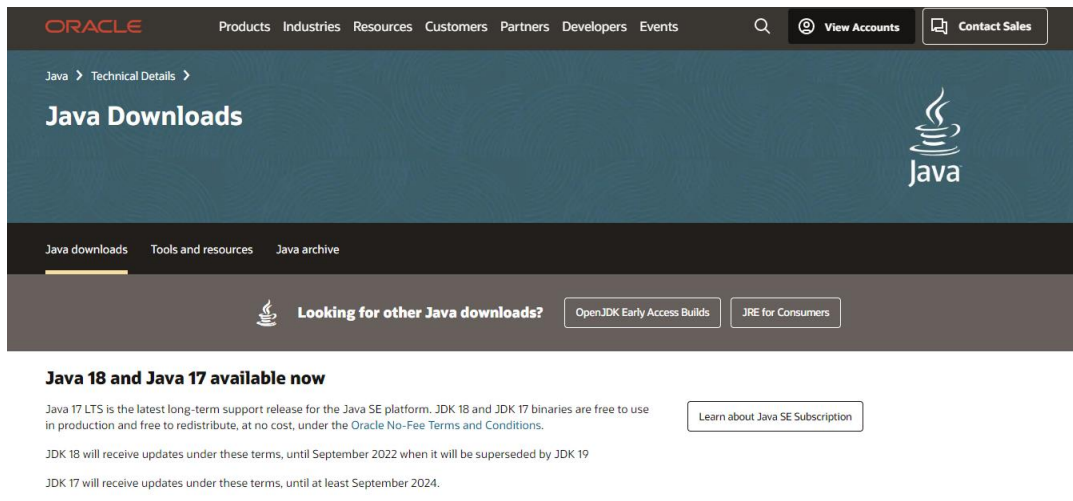 ORACLE Products Industries Resources Customers Partners Developers Events View Accounts Contact Sales
Java > Technical Details >
Java Downloads
Java
Java downloads Tools and resources Java archive
Looking for other Java downloads? OpenJDK Early Access Builds JRE for Consumers
Java 18 and Java 17 available now
Java 17 LTS is the latest long-term support release for the Java SE platform. JDK 18 and JDK 17 binaries are free to use
in production and free to redistribute, at no cost, under the Oracle No-Fee Terms and Conditions.
Learn about Java SE Subscription
JDK 18 will receive updates under these terms, until September 2022 when it will be superseded by JDK 19
JDK 17 will receive updates under these terms, until at least September 2024.